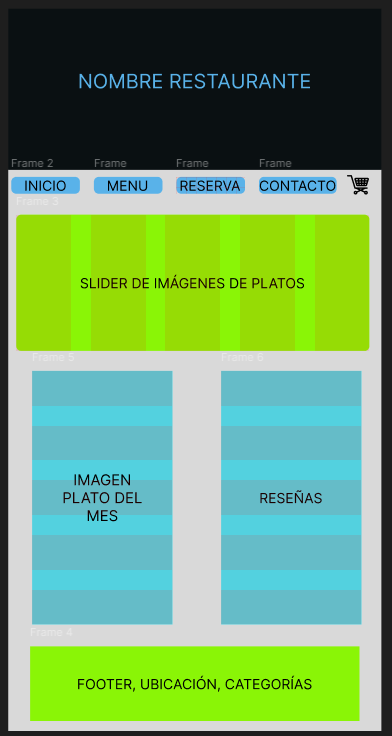 NOMBRE RESTAURANTE
Frame 2 Frame Frame Frame
INICIO MENU RESERVA CONTACTO
Frame 3
SLIDER DE IMÁGENES DE PLATOS
Frame 5 Frame 6
IMAGEN
PLATO DEL
MES
RESEÑAS
Frame 4
FOOTER, UBICACIÓN, CATEGORÍAS